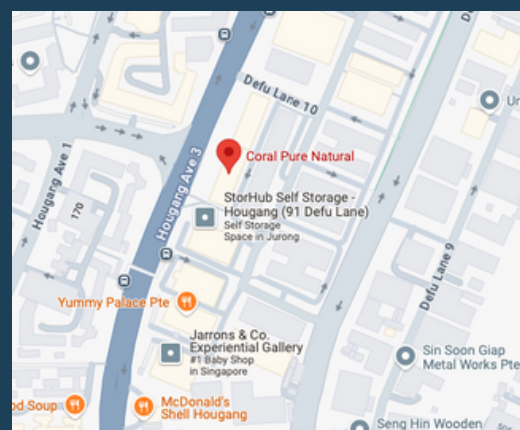 Defu Lane 10
Coral Pure Natural
Hougang Ave 3
Hougang Ave 1
170
StorHub Self Storage -
Hougang (91 Defu Lane)
Self Storage
Space in Jurong
Defu Lane 9
Yummy Palace Pte
Jarrons & Co.
Experiential Gallery
#1 Baby Shop
in Singapore
Sin Soon Giap
Metal Works Pte
od Soup
McDonald's
Shell Hougang
Seng Hin Wooden